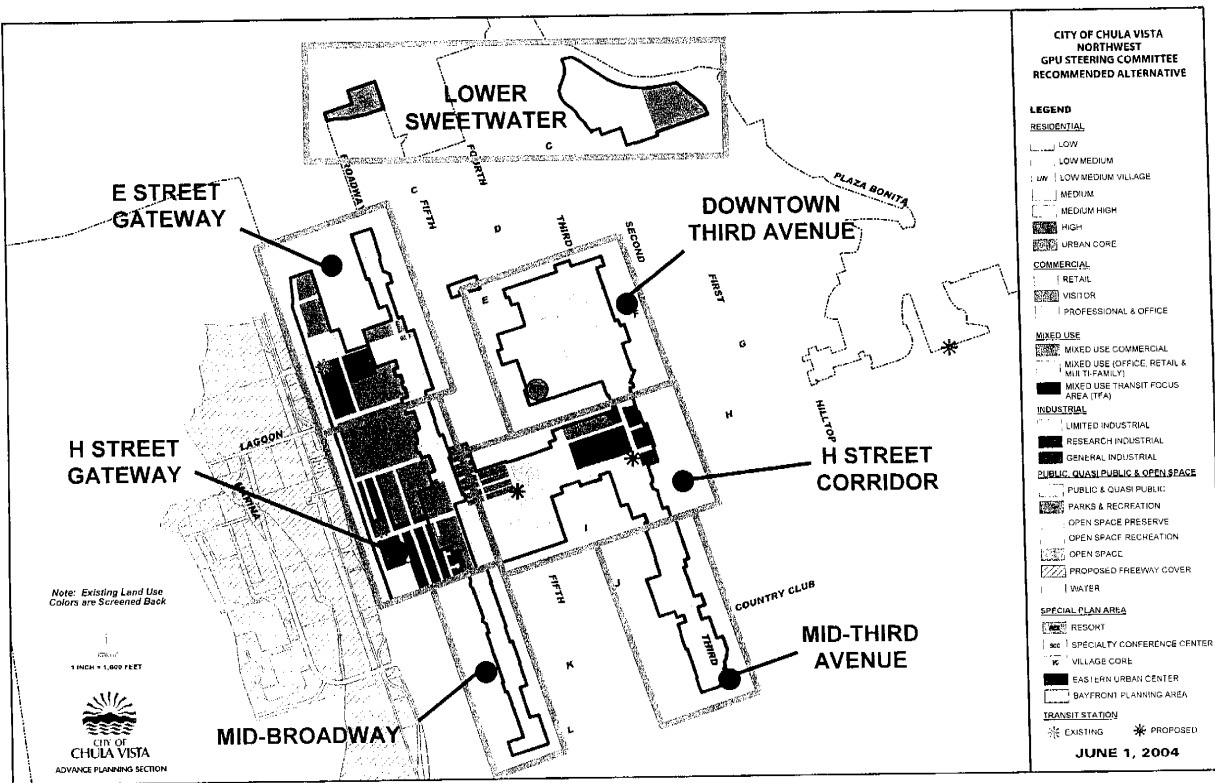 CITY OF CHULA VISTA
NORTHWEST
GPU STEERING COMMITTEE
RECOMMENDED ALTERNATIVE
LEGEND
RESIDENTIAL
LOW
LOW MEDIUM
LOW MEDIUM VILLAGE
MEDIUM
MEDIUM HIGH
HIGH
URBAN CORE
COMMERCIAL
RETAIL
VISITOR
PROFESSIONAL & OFFICE
MIXED USE
MIXED USE COMMERCIAL
MIXED USE (OFFICE, RETAIL &
MULTI-FAMILY)
MIXED USE TRANSIT FOCUS
AREA (TFA)
INDUSTRIAL
LIMITED INDUSTRIAL
RESEARCH INDUSTRIAL
GENERAL INDUSTRIAL
PUBLIC, QUASI PUBLIC & OPEN SPACE
PUBLIC & QUASI PUBLIC
PARKS & RECREATION
OPEN SPACE PRESERVE
OPEN SPACE RECREATION
OPEN SPACE
PROPOSED FREEWAY COVER
WATER
SPECIAL PLAN AREA
RESORT
SCC SPECIALTY CONFERENCE CENTER
VC VILLAGE CORE
EASTERN URBAN CENTER
BAYFRONT PLANNING AREA
TRANSIT STATION
EXISTING
PROPOSED
JUNE 1, 2004
LOWER
SWEETWATER
E STREET
GATEWAY
DOWNTOWN
THIRD AVENUE
H STREET
GATEWAY
H STREET
CORRIDOR
MID-THIRD
AVENUE
MID-BROADWAY
BROADWAY
FOURTH
C
C
FIFTH
D
THIRD
SECOND
PLAZA BONITA
E
FIRST
G
H
HILLTOP
LAGOON
MARINA
I
J
FIFTH
COUNTRY CLUB
THIRD
K
L
Note: Existing Land Use
Colors are Screened Back
1 INCH = 1,600 FEET
CITY OF
CHULA VISTA
ADVANCE PLANNING SECTION